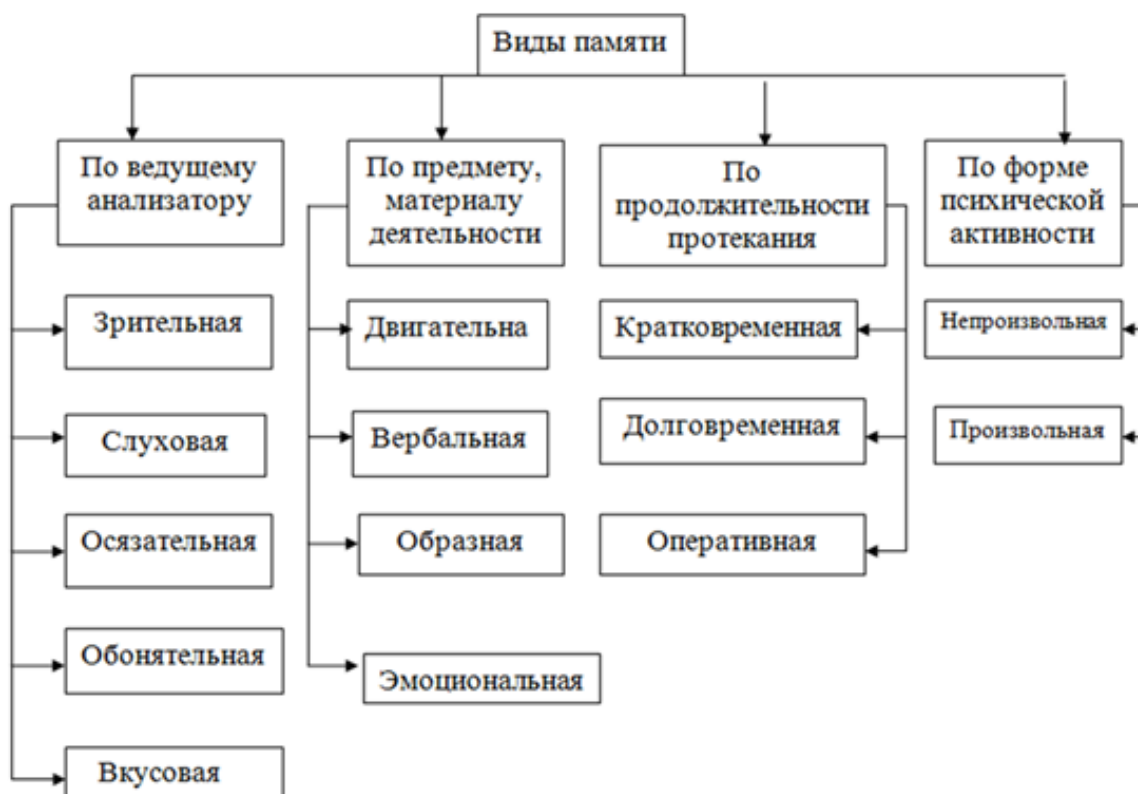 Виды памяти
По ведущему
анализатору
По предмету,
материалу
деятельности
По
продолжительности
протекания
По форме
психической
активности
Зрительная
Слуховая
Осязательная
Обонятельная
Вкусовая
Двигательна
Вербальная
Образная
Эмоциональная
Кратковременная
Долговременная
Оперативная
Непроизвольная
Произвольная